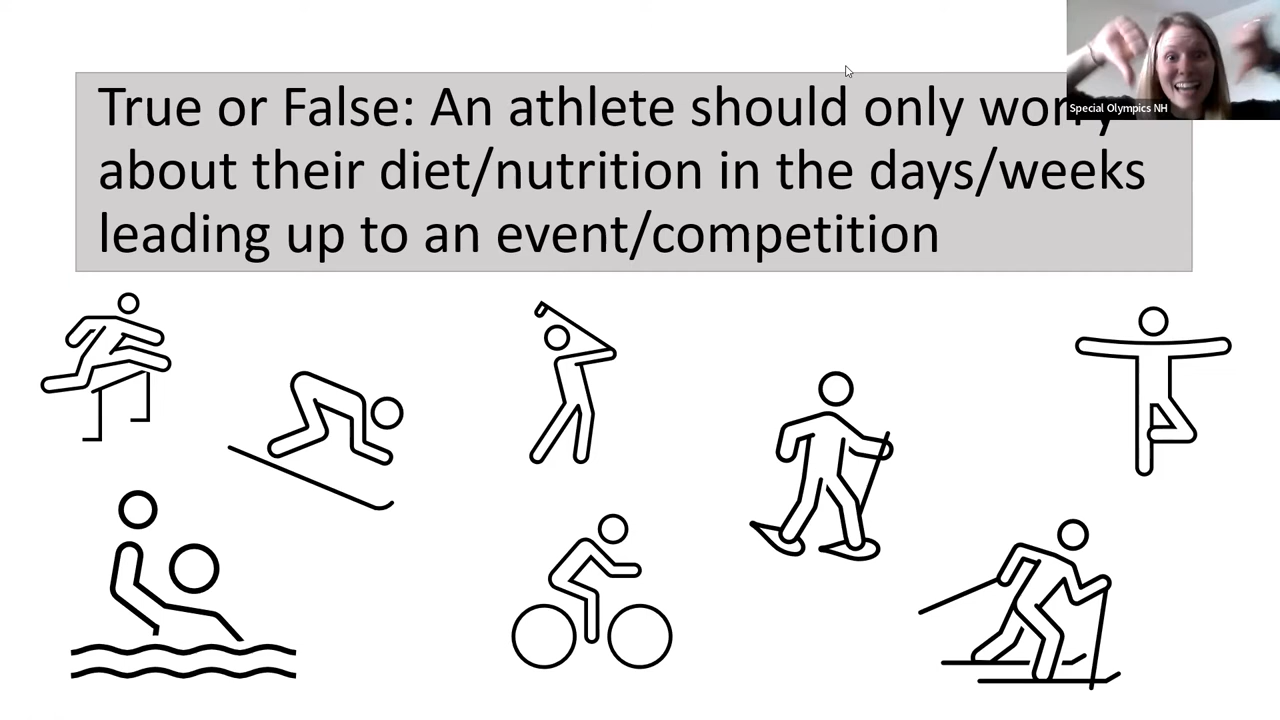 True or False: An athlete should only worry
about their diet/nutrition in the days/weeks
leading up to an event/competition
Special Olympics NH